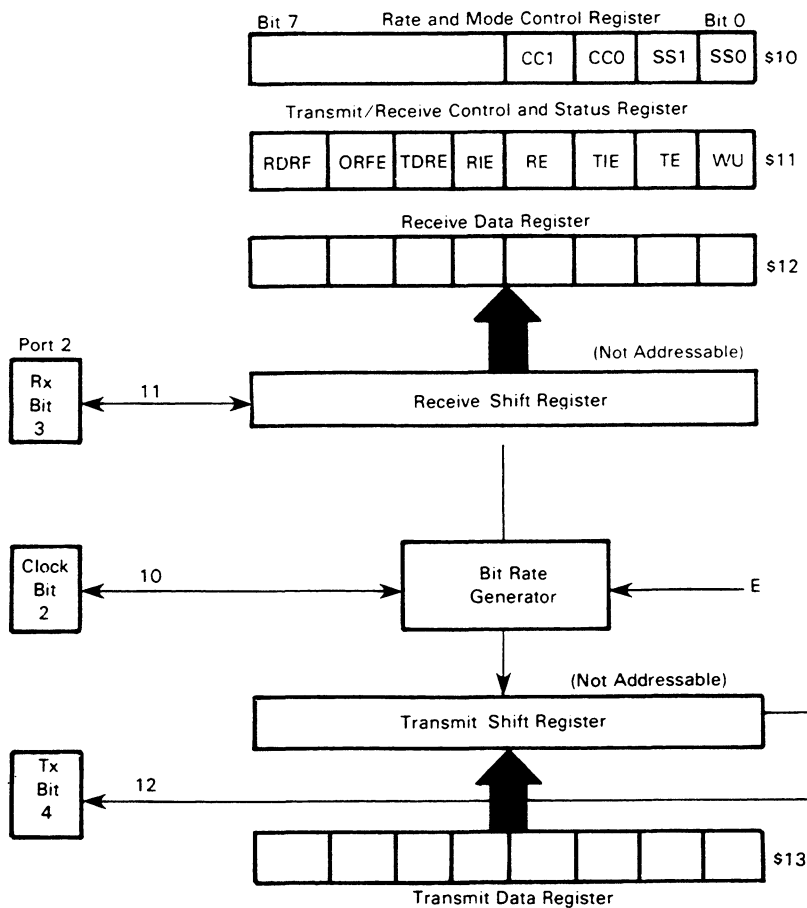 Bit 7 Rate and Mode Control Register Bit 0
CC1 CC0 SS1 SS0 $10
Transmit/Receive Control and Status Register
RDRF ORFE TDRE RIE RE TIE TE WU $11
Receive Data Register
$12
(Not Addressable)
Port 2
Rx
Bit
3
11
Receive Shift Register
Clock
Bit
2
10
Bit Rate
Generator
E
(Not Addressable)
Transmit Shift Register
Tx
Bit
4
12
$13
Transmit Data Register